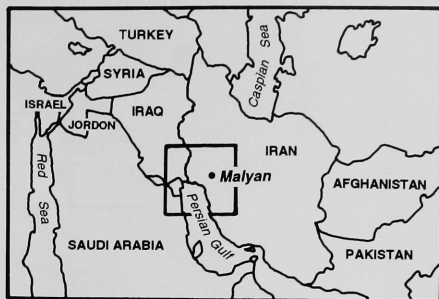 TURKEY
Caspian Sea
SYRIA
ISRAEL
IRAQ
JORDON
IRAN
Malyan
AFGHANISTAN
Red Sea
Persian Gulf
SAUDI ARABIA
PAKISTAN